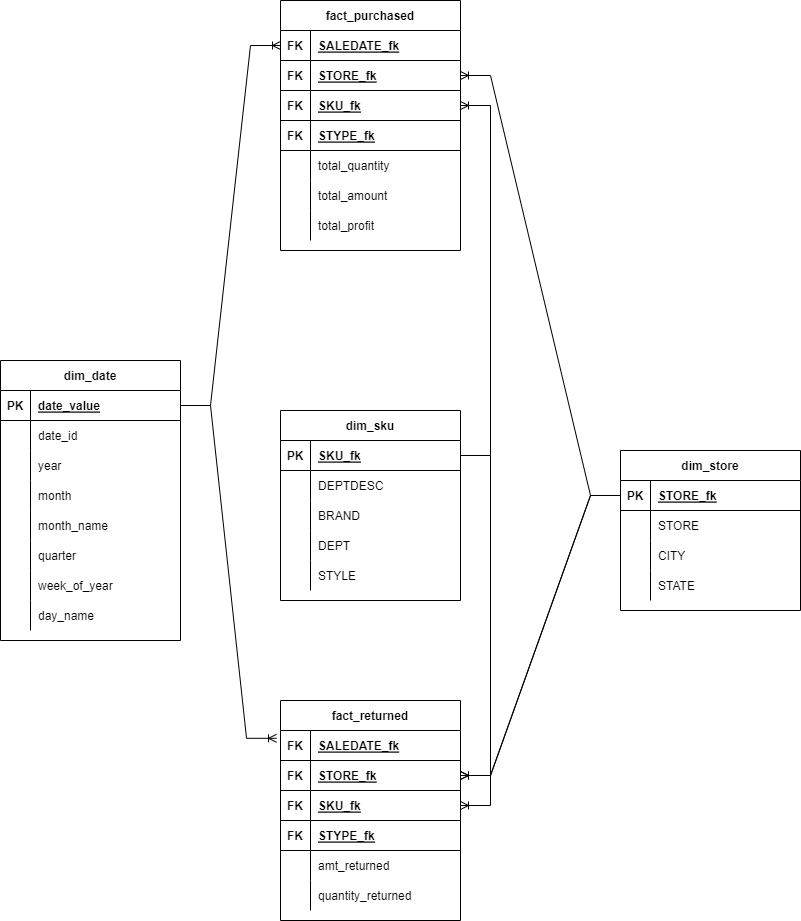 fact_purchased
FK SALEDATE_fk
FK STORE_fk
FK SKU_fk
FK STYPE_fk
total_quantity
total_amount
total_profit
dim_date
PK date_value
date_id
year
month
month_name
quarter
week_of_year
day_name
dim_sku
PK SKU_fk
DEPTDESC
BRAND
DEPT
STYLE
dim_store
PK STORE_fk
STORE
CITY
STATE
fact_returned
FK SALEDATE_fk
FK STORE_fk
FK SKU_fk
FK STYPE_fk
amt_returned
quantity_returned